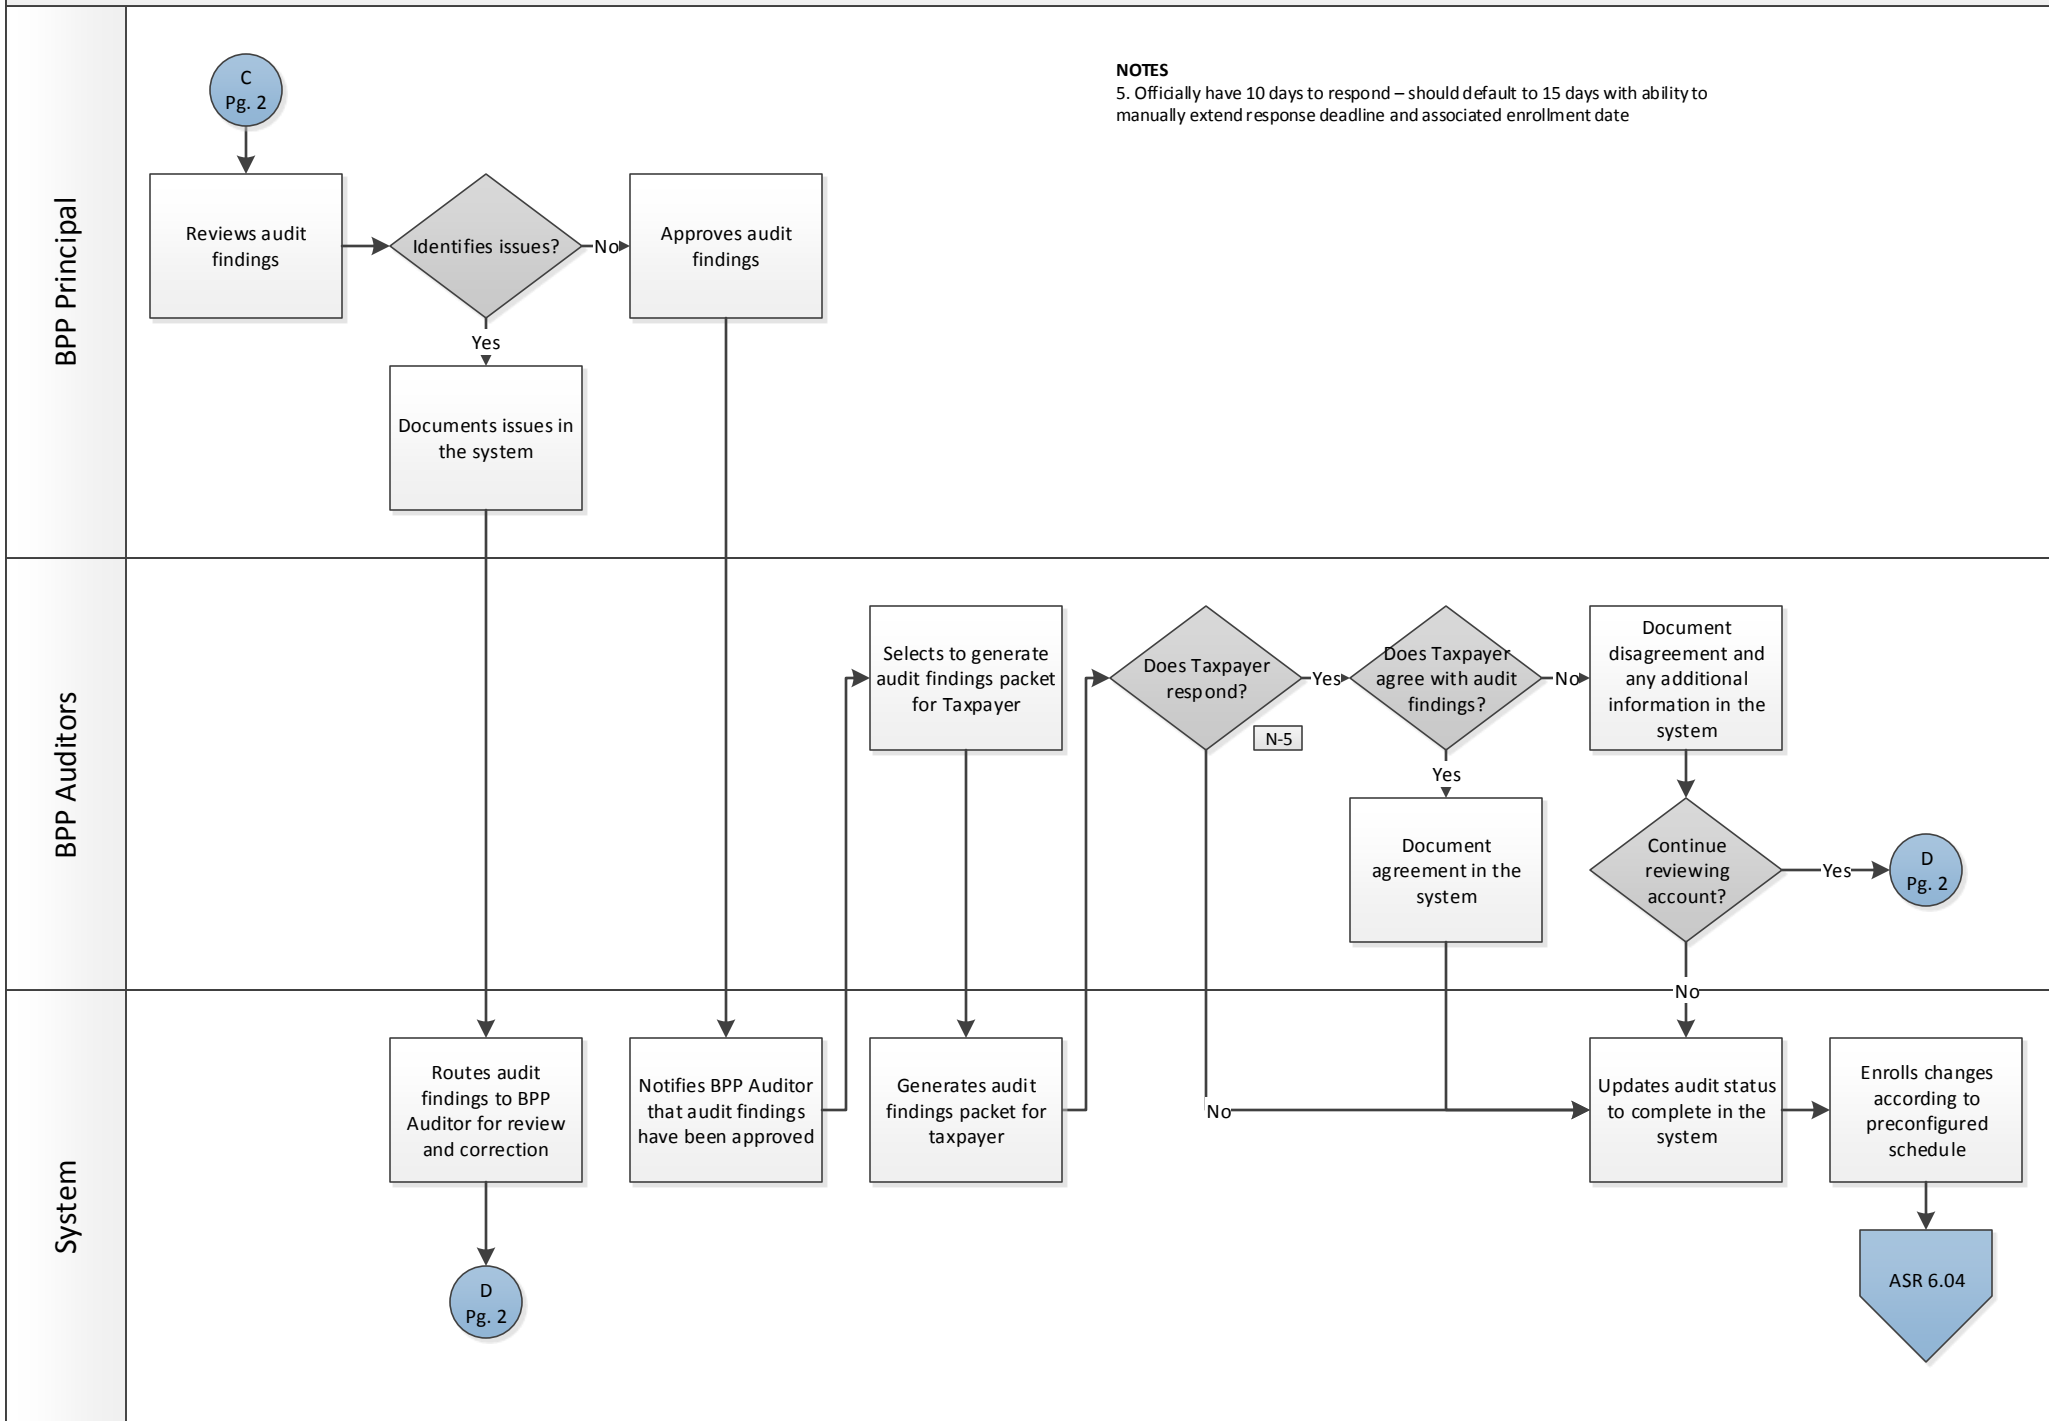 BPP Principal
C
Pg. 2
NOTES
5. Officially have 10 days to respond – should default to 15 days with ability to
manually extend response deadline and associated enrollment date
Reviews audit
findings
Identifies issues?
No
Approves audit
findings
Yes
Documents issues in
the system
BPP Auditors
Selects to generate
audit findings packet
for Taxpayer
Does Taxpayer
respond?
N-5
Yes
Does Taxpayer
agree with audit
findings?
No
Document
disagreement and
any additional
information in the
system
Yes
Document
agreement in the
system
Continue
reviewing
account?
Yes
D
Pg. 2
No
System
Routes audit
findings to BPP
Auditor for review
and correction
Notifies BPP Auditor
that audit findings
have been approved
Generates audit
findings packet for
taxpayer
No
Updates audit status
to complete in the
system
Enrolls changes
according to
preconfigured
schedule
D
Pg. 2
ASR 6.04